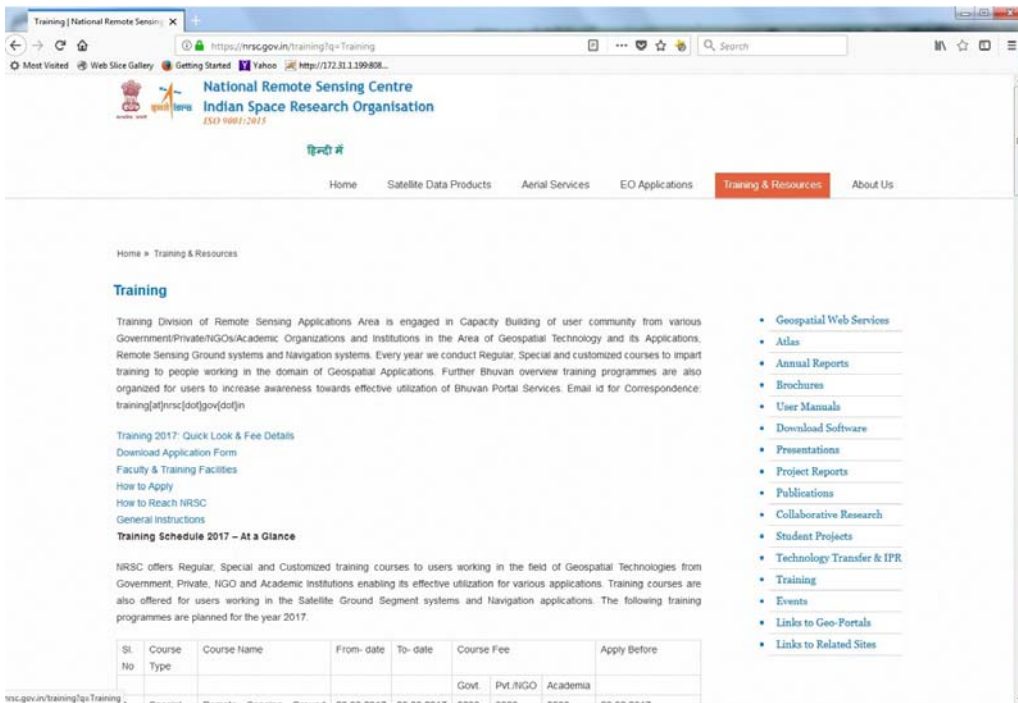 Training | National Remote Sensing
https://nrsc.gov.in/training?q=Training
Search
Most Visited Web Slice Gallery Getting Started Yahoo http://172.31.1.199:808...
National Remote Sensing Centre
Indian Space Research Organisation
ISO 9001:2015
हिन्दी में
Home Satellite Data Products Aerial Services EO Applications Training & Resources About Us
Home » Training & Resources
Training
Training Division of Remote Sensing Applications Area is engaged in Capacity Building of user community from various
Government/Private/NGOs/Academic Organizations and Institutions in the Area of Geospatial Technology and its Applications,
Remote Sensing Ground systems and Navigation systems. Every year we conduct Regular, Special and customized courses to impart
training to people working in the domain of Geospatial Applications. Further Bhuvan overview training programmes are also
organized for users to increase awareness towards effective utilization of Bhuvan Portal Services. Email id for Correspondence:
training[at]nrsc[dot]gov[dot]in
Training 2017: Quick Look & Fee Details
Download Application Form
Faculty & Training Facilities
How to Apply
How to Reach NRSC
General Instructions
Training Schedule 2017 – At a Glance
NRSC offers Regular, Special and Customized training courses to users working in the field of Geospatial Technologies from
Government, Private, NGO and Academic Institutions enabling its effective utilization for various applications. Training courses are
also offered for users working in the Satellite Ground Segment systems and Navigation applications. The following training
programmes are planned for the year 2017.
Sl. Course Course Name From- date To- date Course Fee Apply Before
No Type
Govt. Pvt./NGO Academia
Geospatial Web Services
Atlas
Annual Reports
Brochures
User Manuals
Download Software
Presentations
Project Reports
Publications
Collaborative Research
Student Projects
Technology Transfer & IPR
Training
Events
Links to Geo-Portals
Links to Related Sites
nrsc.gov.in/training?q=Training